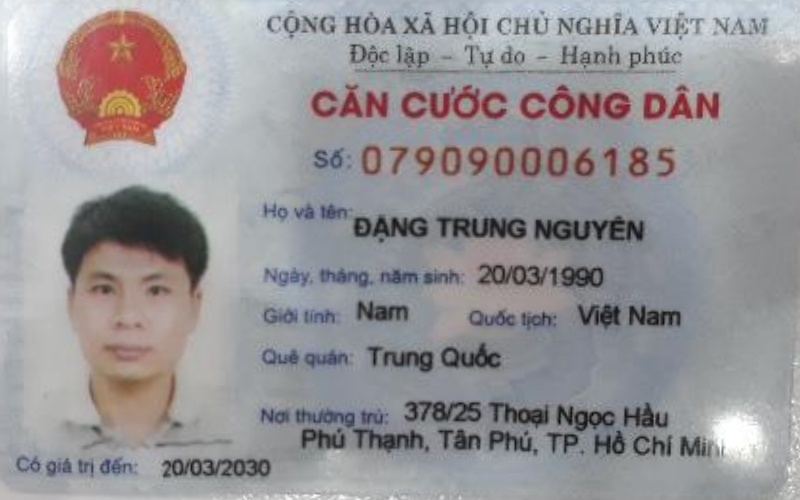 CỘNG HÒA XÃ HỘI CHỦ NGHĨA VIỆT NAM
Độc lập - Tự do - Hạnh phúc
CĂN CƯỚC CÔNG DÂN
Số: 079090006185
Họ và tên: ĐẶNG TRUNG NGUYÊN
Ngày, tháng, năm sinh: 20/03/1990
Giới tính: Nam Quốc tịch: Việt Nam
Quê quán: Trung Quốc
Nơi thường trú: 378/25 Thoại Ngọc Hầu
Phú Thạnh, Tân Phú, TP. Hồ Chí Minh
Có giá trị đến: 20/03/2030